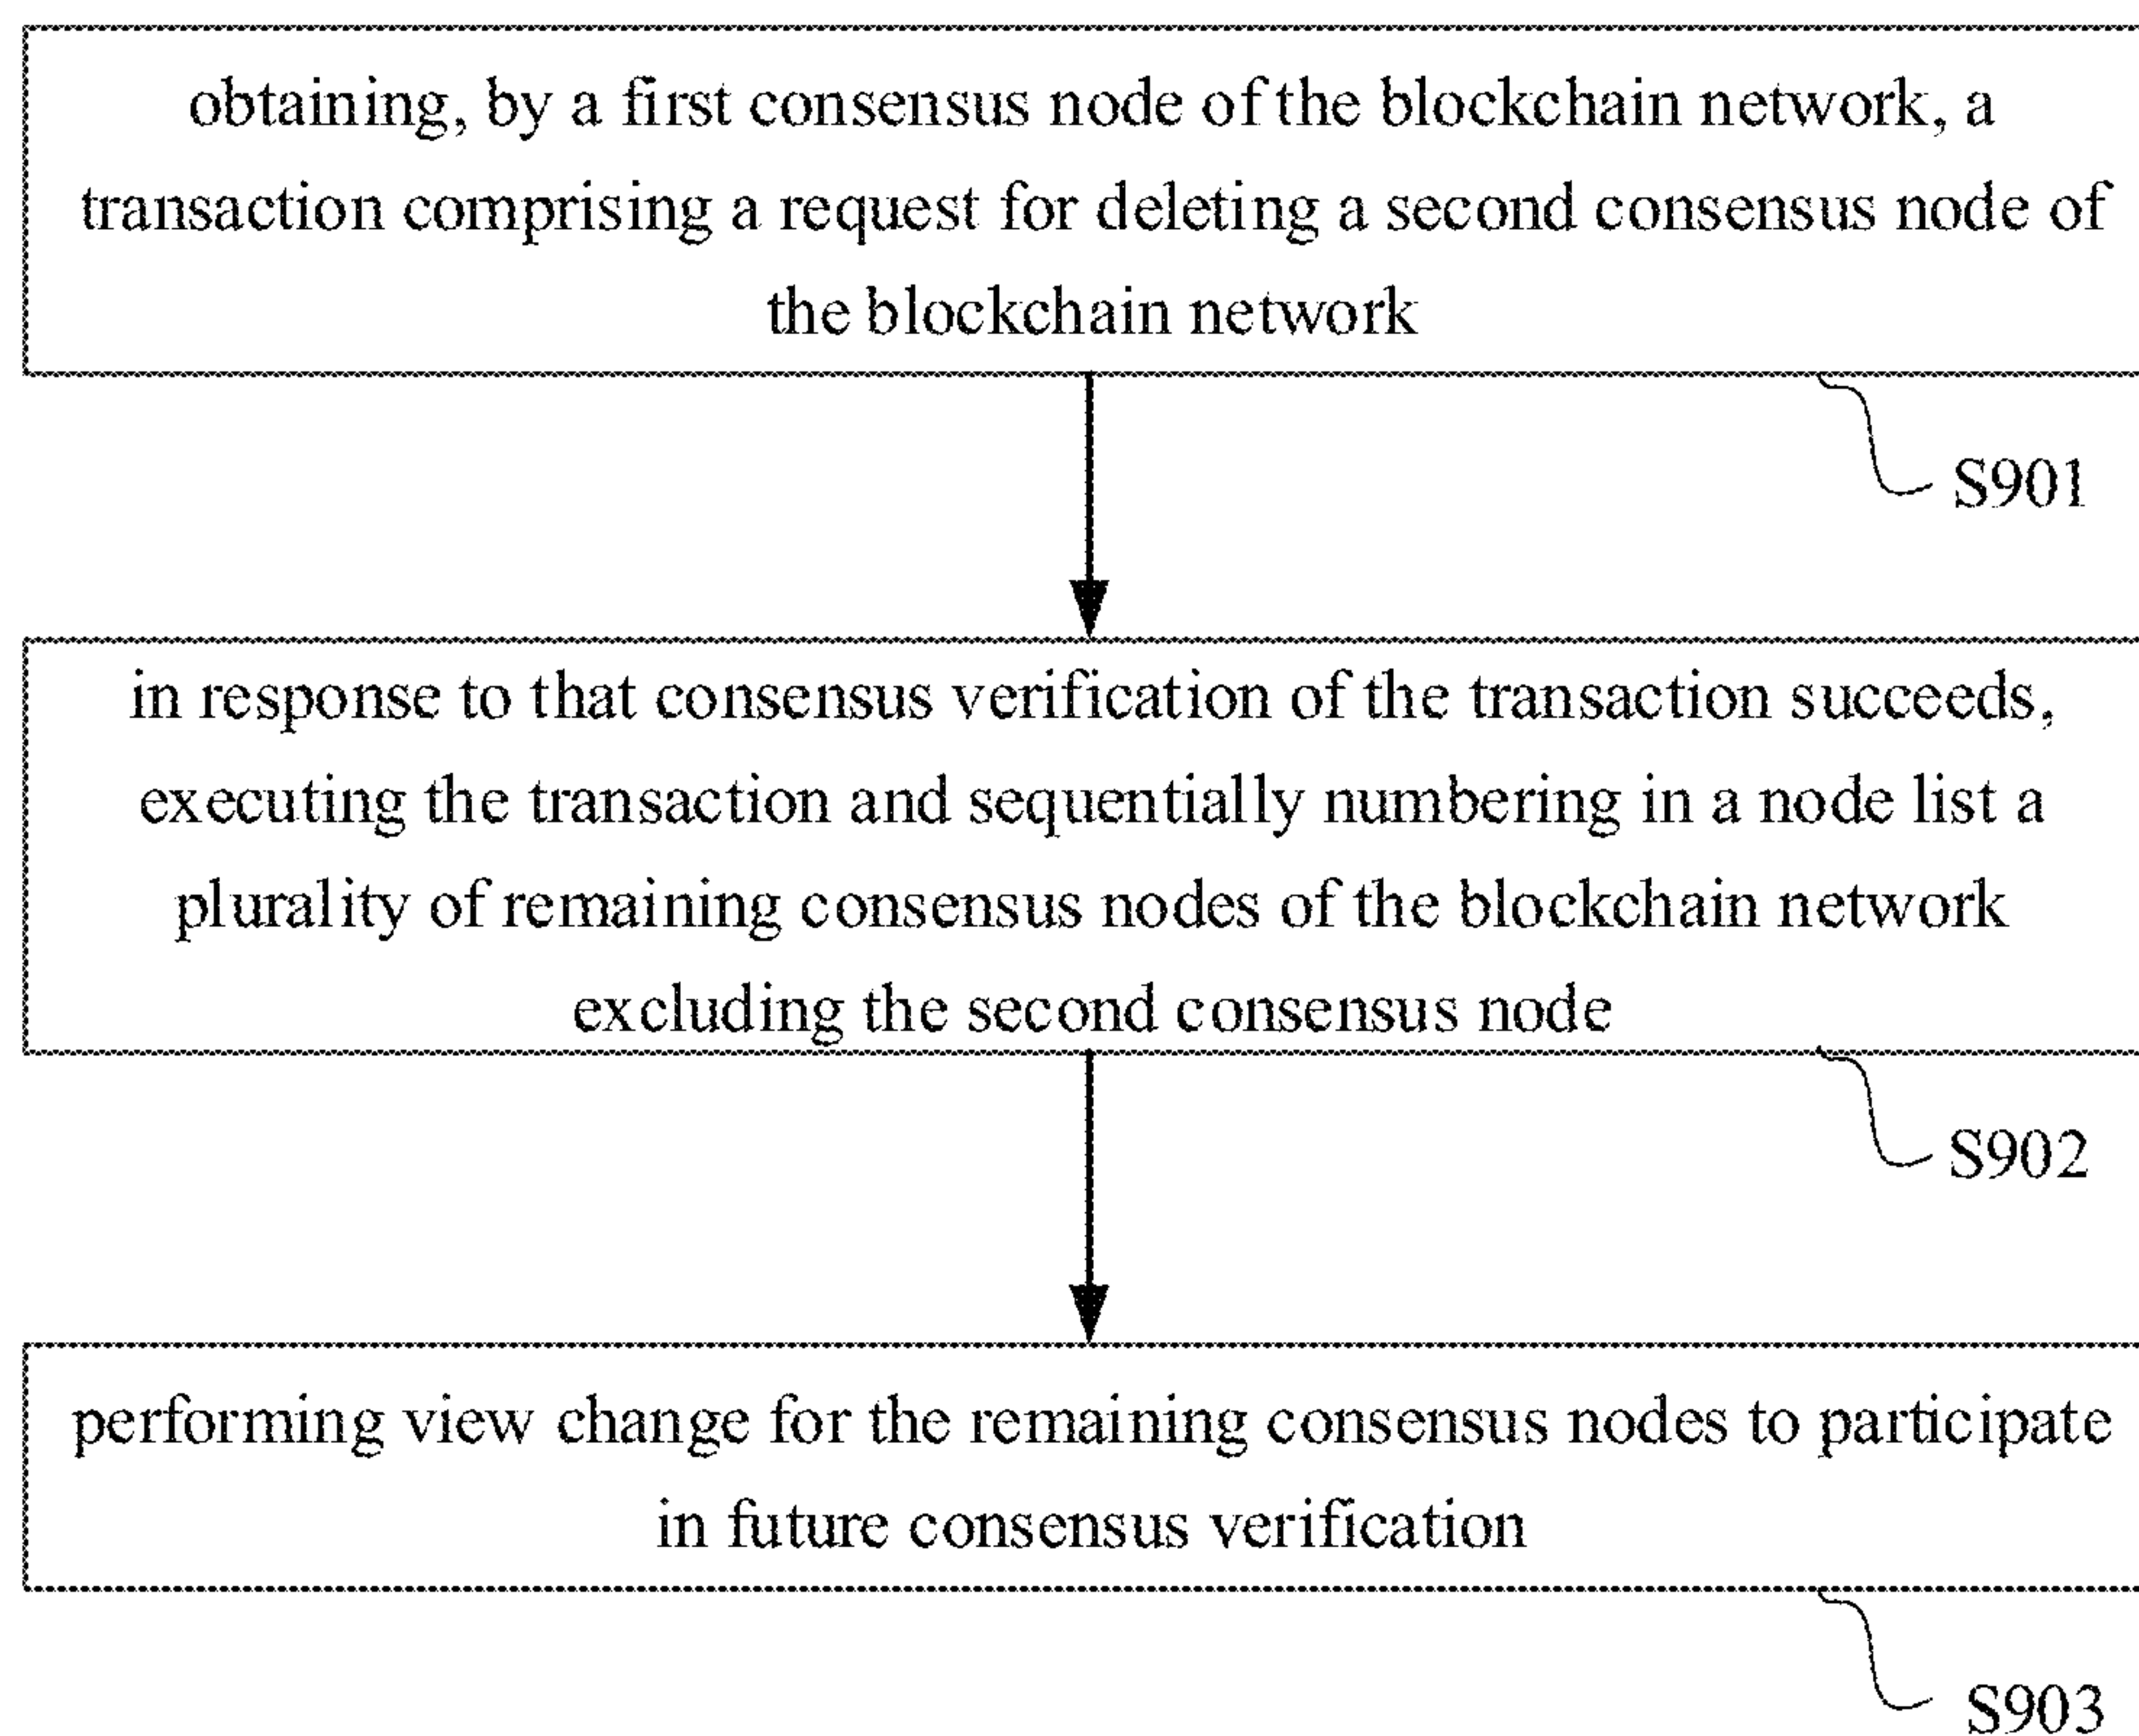 obtaining, by a first consensus node of the blockchain network, a
transaction comprising a request for deleting a second consensus node of
the blockchain network
S901
in response to that consensus verification of the transaction succeeds,
executing the transaction and sequentially numbering in a node list a
plurality of remaining consensus nodes of the blockchain network
excluding the second consensus node
S902
performing view change for the remaining consensus nodes to participate
in future consensus verification
S903